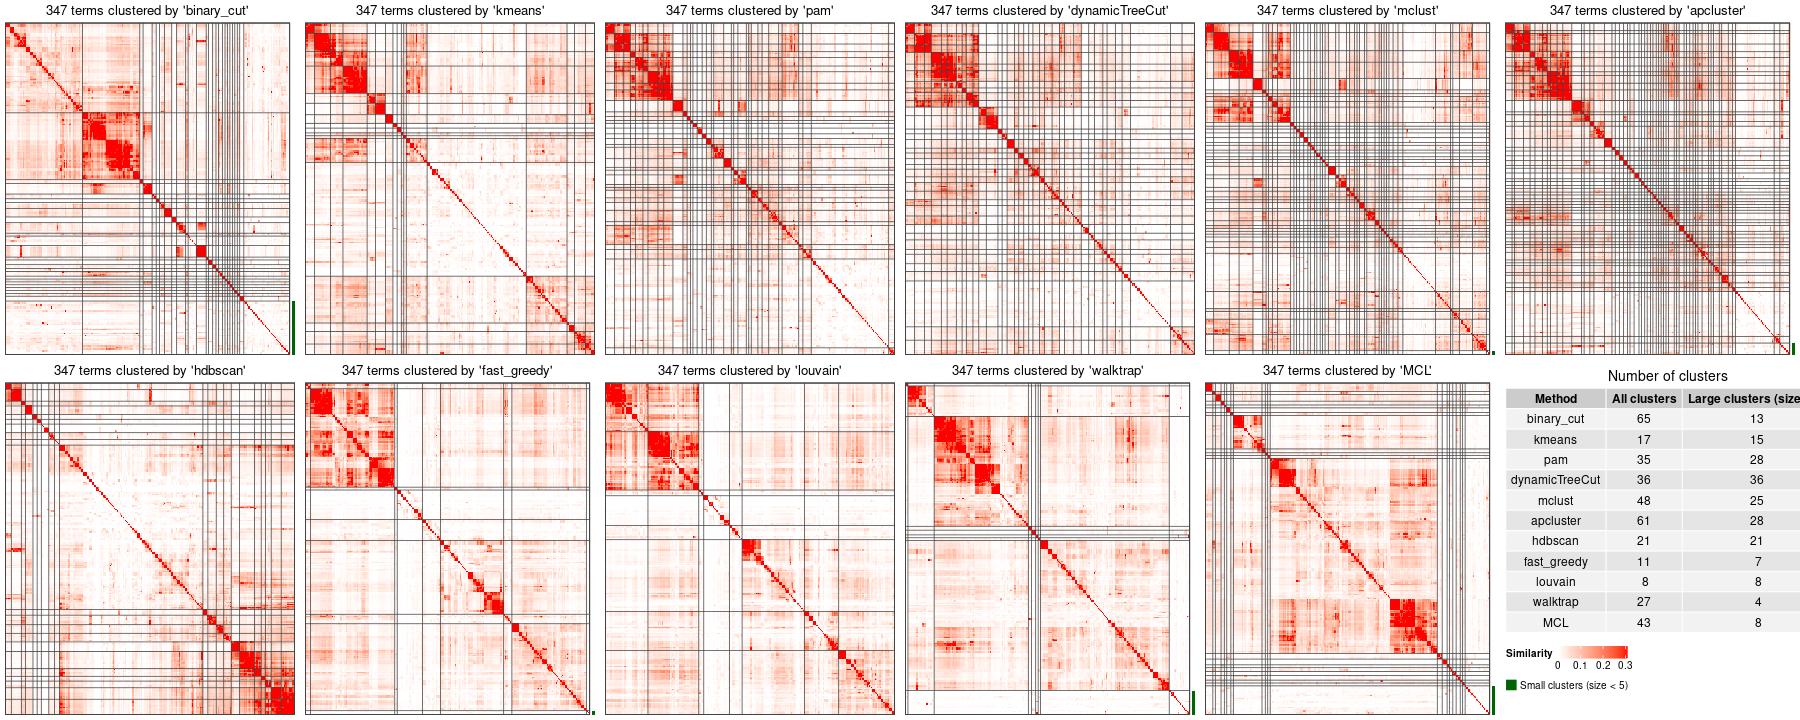 347 terms clustered by 'binary_cut'
347 terms clustered by 'kmeans'
347 terms clustered by 'pam'
347 terms clustered by 'dynamicTreeCut'
347 terms clustered by 'mclust'
347 terms clustered by 'apcluster'
347 terms clustered by 'hdbscan'
347 terms clustered by 'fast_greedy'
347 terms clustered by 'louvain'
347 terms clustered by 'walktrap'
347 terms clustered by 'MCL'
Number of clusters
Method All clusters Large clusters (size
binary_cut 65 13
kmeans 17 15
pam 35 28
dynamicTreeCut 36 36
mclust 48 25
apcluster 61 28
hdbscan 21 21
fast_greedy 11 7
louvain 8 8
walktrap 27 4
MCL 43 8
Similarity
0 0.1 0.2 0.3
Small clusters (size < 5)